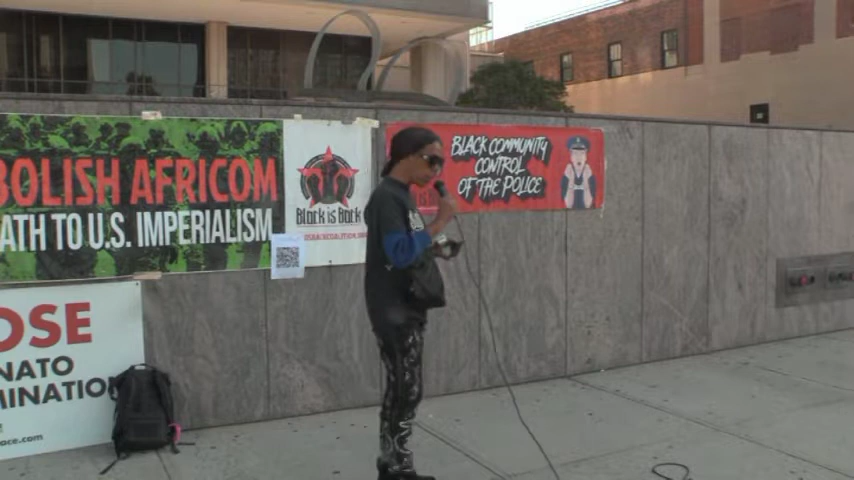 BOLISH AFRICOM
ATH TO U.S. IMPERIALISM
Black is Back
BLACK COMMUNITY
CONTROL
OF THE POLICE
OSE
NATO
MINATION